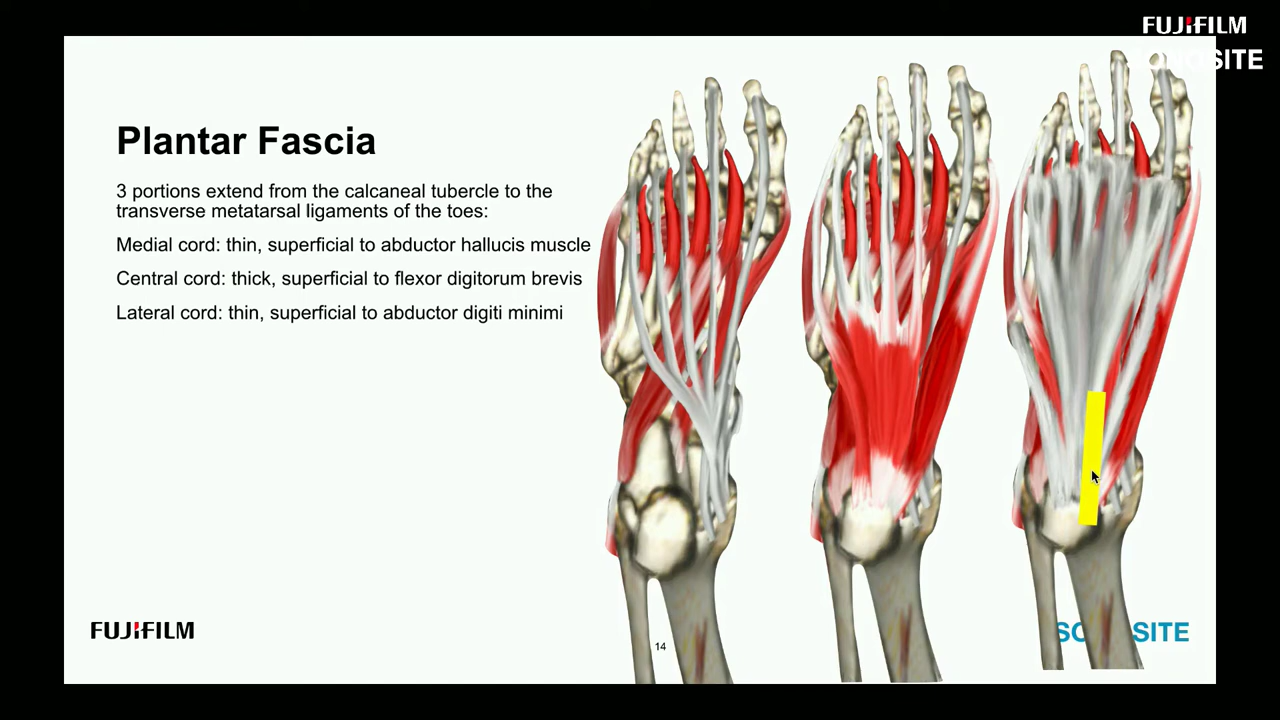 FUJIFILM
SITE
Plantar Fascia
3 portions extend from the calcaneal tubercle to the
transverse metatarsal ligaments of the toes:
Medial cord: thin, superficial to abductor hallucis muscle
Central cord: thick, superficial to flexor digitorum brevis
Lateral cord: thin, superficial to abductor digiti minimi
FUJIFILM
14
SITE